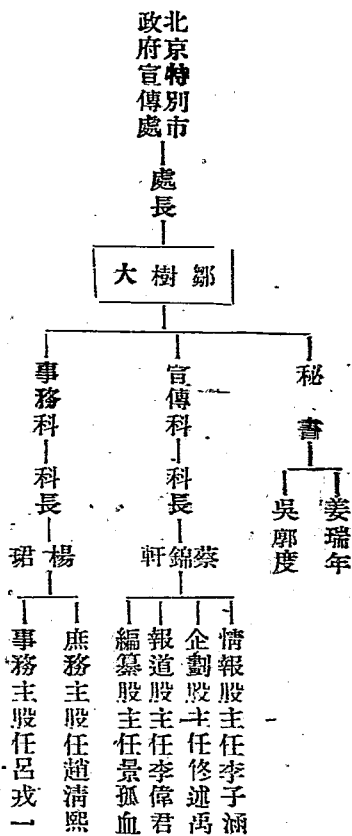 北京特別市
政府宣傳處
處長
鄒樹大
秘書
姜瑞年
吳郭度
宣傳科
科長
蔡錦軒
情報股主任李子涵
企劃股主任佟述禹
報道股主任李偉君
編纂股主任景孤血
事務科
科長
楊珺
庶務主股任趙清熙
事務主股任呂戎一